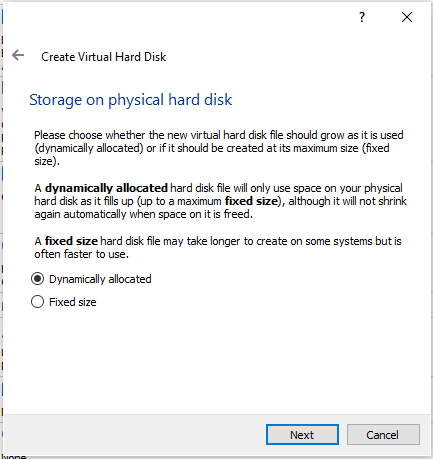 ?
Create Virtual Hard Disk
Storage on physical hard disk
Please choose whether the new virtual hard disk file should grow as it is used
(dynamically allocated) or if it should be created at its maximum size (fixed
size).
A dynamically allocated hard disk file will only use space on your physical
hard disk as it fills up (up to a maximum fixed size), although it will not shrink
again automatically when space on it is freed.
A fixed size hard disk file may take longer to create on some systems but is
often faster to use.
Dynamically allocated
Fixed size
Next
Cancel
None